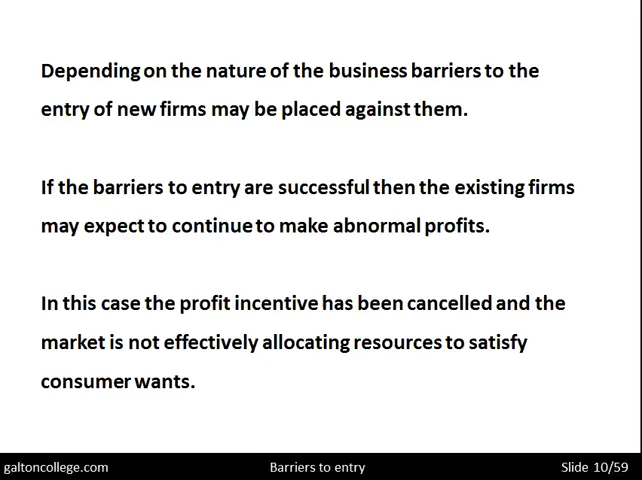 Depending on the nature of the business barriers to the
entry of new firms may be placed against them.
If the barriers to entry are successful then the existing firms
may expect to continue to make abnormal profits.
In this case the profit incentive has been cancelled and the
market is not effectively allocating resources to satisfy
consumer wants.
galtoncollege.com Barriers to entry Slide 10/59